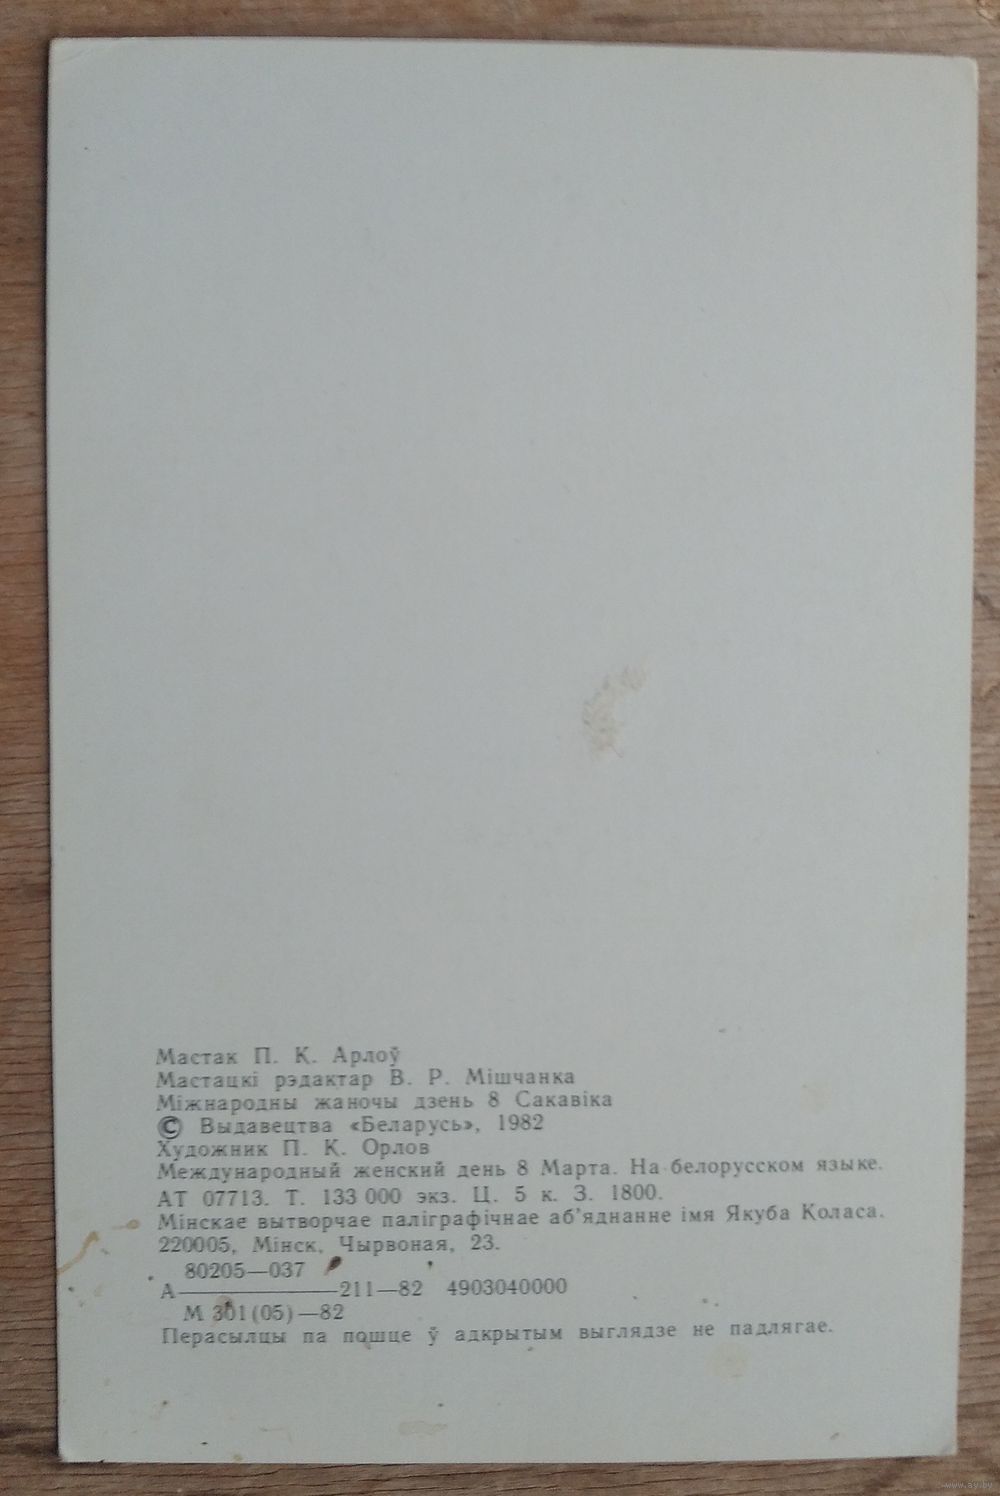 Мастак П. К. Арлоў
Мастацкі рэдактар В. Р. Мішчанка
Міжнародны жаночы дзень 8 Сакавіка
© Выдавецтва «Беларусь», 1982
Художник П. К. Орлов
Международный женский день 8 Марта. На белорусском языке.
АТ 07713. Т. 133 000 экз. Ц. 5 к. З. 1800.
Мінскае вытворчае паліграфічнае аб’яднанне імя Якуба Коласа.
220005, Мінск, Чырвоная, 23.
80205—037
А—————211—82 4903040000
М 301(05)—82
Перасылцы па пошце ў адкрытым выглядзе не падлягае.
www.ay.by